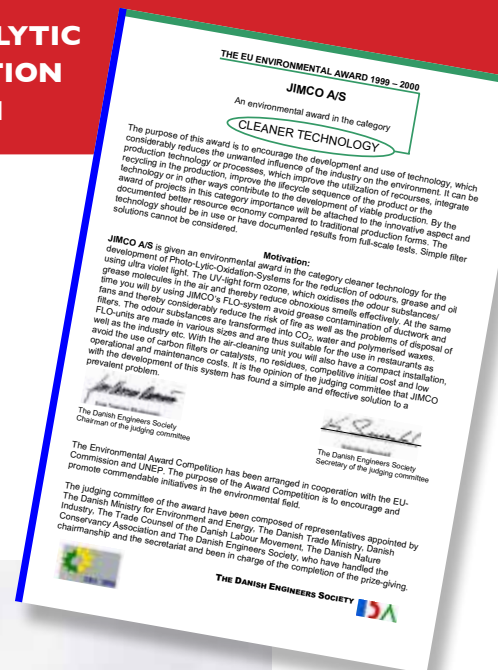 LYTIC
TION
THE EU ENVIRONMENTAL AWARD 1999 – 2000
JIMCO A/S
An environmental award in the category
CLEANER TECHNOLOGY
The purpose of this award is to encourage the development and use of technology, which
considerably reduces the unwanted influence of the industry on the environment. It can be
production technology or processes, which improve the utilization of recourses, integrate
recycling in the production, improve the lifecycle sequence of the product or the
technology or in other ways contribute to the development of viable production. By the
award of projects in this category importance will be attached to the innovative aspect and
documented better resource economy compared to traditional production forms. The
technology should be in use or have documented results from full-scale tests. Simple filter
solutions cannot be considered.
Motivation:
JIMCO A/S is given an environmental award in the category cleaner technology for the
development of Photo-Lytic-Oxidation-Systems for the reduction of odours, grease and oil
using ultra violet light. The UV-light form ozone, which oxidises the odour substances/
grease molecules in the air and thereby reduce obnoxious smells effectively. At the same
time you will by using JIMCO's FLO-system avoid grease contamination of ductwork and
fans and thereby considerably reduce the risk of fire as well as the problems of disposal of
filters. The odour substances are transformed into CO₂, water and polymerised waxes.
FLO-units are made in various sizes and are thus suitable for the use in restaurants as
well as the industry etc. With the air-cleaning unit you will also have a compact installation,
avoid the use of carbon filters or catalysts, no residues, competitive initial cost and low
operational and maintenance costs. It is the opinion of the judging committee that JIMCO
with the development of this system has found a simple and effective solution to a
prevalent problem.
The Danish Engineers Society
Chairman of the judging committee
The Danish Engineers Society
Secretary of the judging committee
The Environmental Award Competition has been arranged in cooperation with the EU-
Commission and UNEP. The purpose of the Award Competition is to encourage and
promote commendable initiatives in the environmental field.
The judging committee of the award have been composed of representatives appointed by
The Danish Ministry for Environment and Energy, The Danish Trade Ministry, Danish
Industry, The Trade Counsel of the Danish Labour Movement, The Danish Nature
Conservancy Association and The Danish Engineers Society, who have handled the
chairmanship and the secretariat and been in charge of the completion of the prize-giving.
THE DANISH ENGINEERS SOCIETY